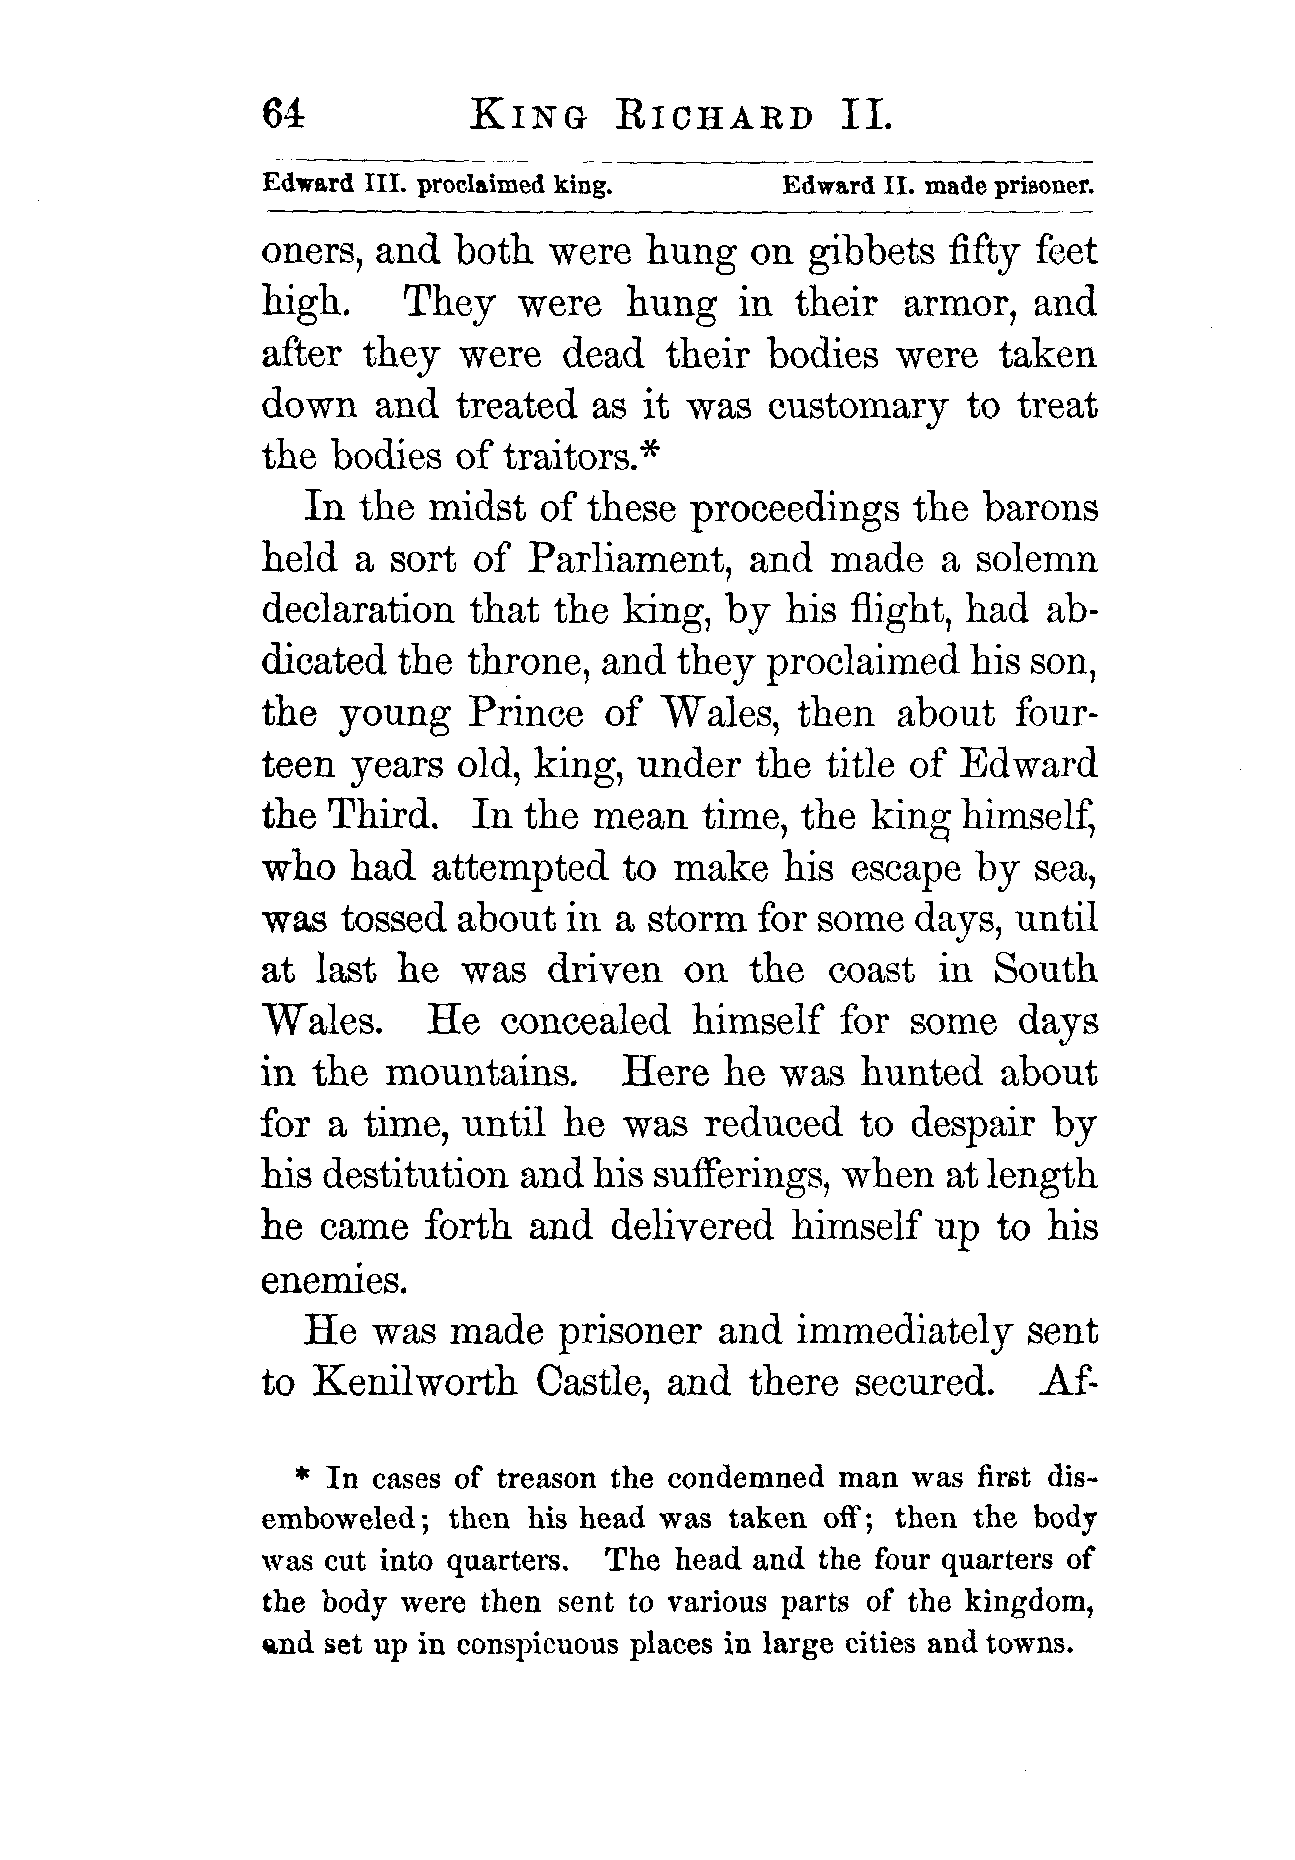 64 KING RICHARD II.
Edward III. proclaimed king. Edward II. made prisoner.
oners, and both were hung on gibbets fifty feet
high. They were hung in their armor, and
after they were dead their bodies were taken
down and treated as it was customary to treat
the bodies of traitors.*
In the midst of these proceedings the barons
held a sort of Parliament, and made a solemn
declaration that the king, by his flight, had ab-
dicated the throne, and they proclaimed his son,
the young Prince of Wales, then about four-
teen years old, king, under the title of Edward
the Third. In the mean time, the king himself,
who had attempted to make his escape by sea,
was tossed about in a storm for some days, until
at last he was driven on the coast in South
Wales. He concealed himself for some days
in the mountains. Here he was hunted about
for a time, until he was reduced to despair by
his destitution and his sufferings, when at length
he came forth and delivered himself up to his
enemies.
He was made prisoner and immediately sent
to Kenilworth Castle, and there secured. Af-
* In cases of treason the condemned man was first dis-
emboweled; then his head was taken off; then the body
was cut into quarters. The head and the four quarters of
the body were then sent to various parts of the kingdom,
and set up in conspicuous places in large cities and towns.